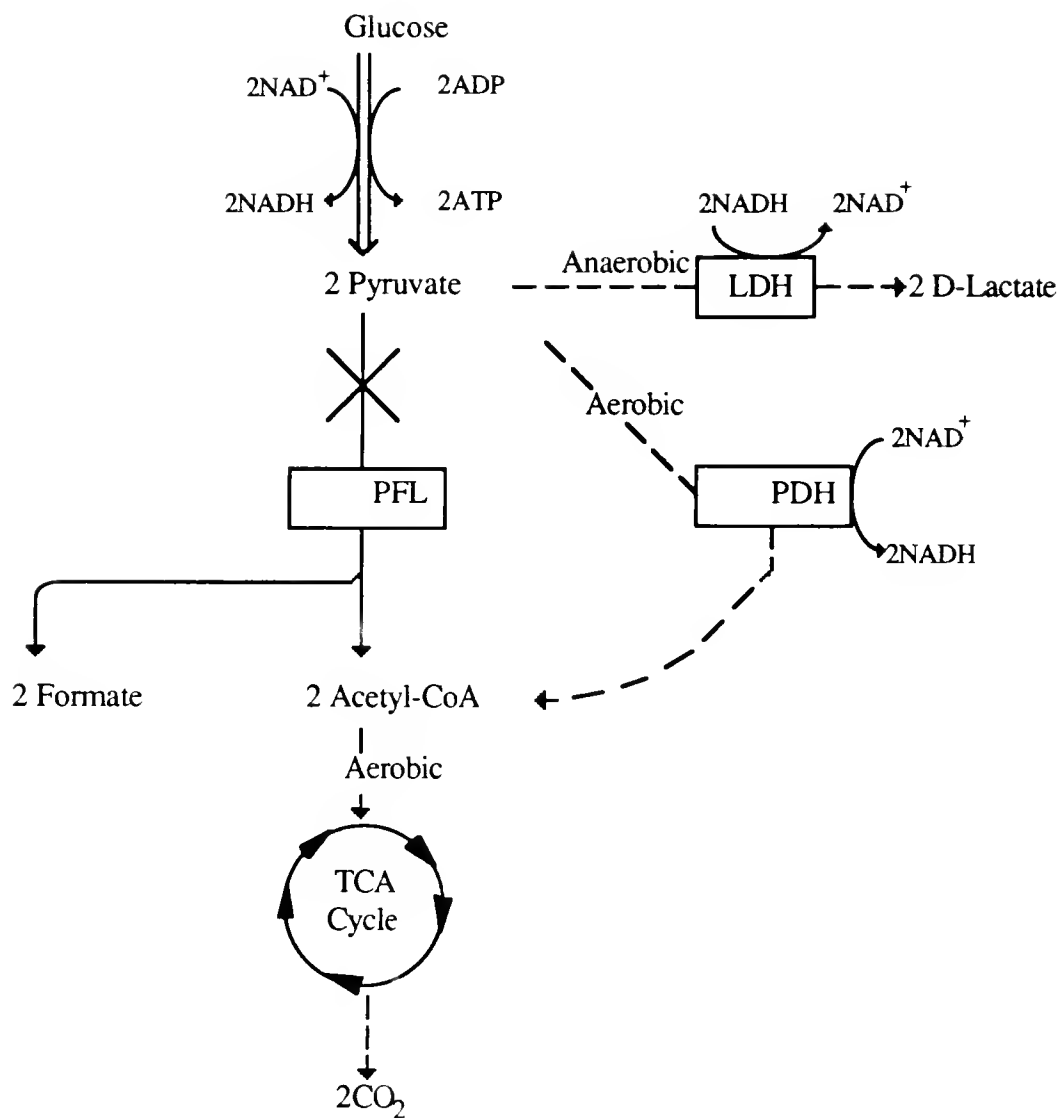 Glucose
2NAD⁺ 2ADP
2NADH 2ATP
2NADH 2NAD⁺
Anaerobic
2 Pyruvate LDH 2 D-Lactate
Aerobic
2NAD⁺
PFL PDH
2NADH
2 Formate 2 Acetyl-CoA
Aerobic
TCA
Cycle
2CO₂